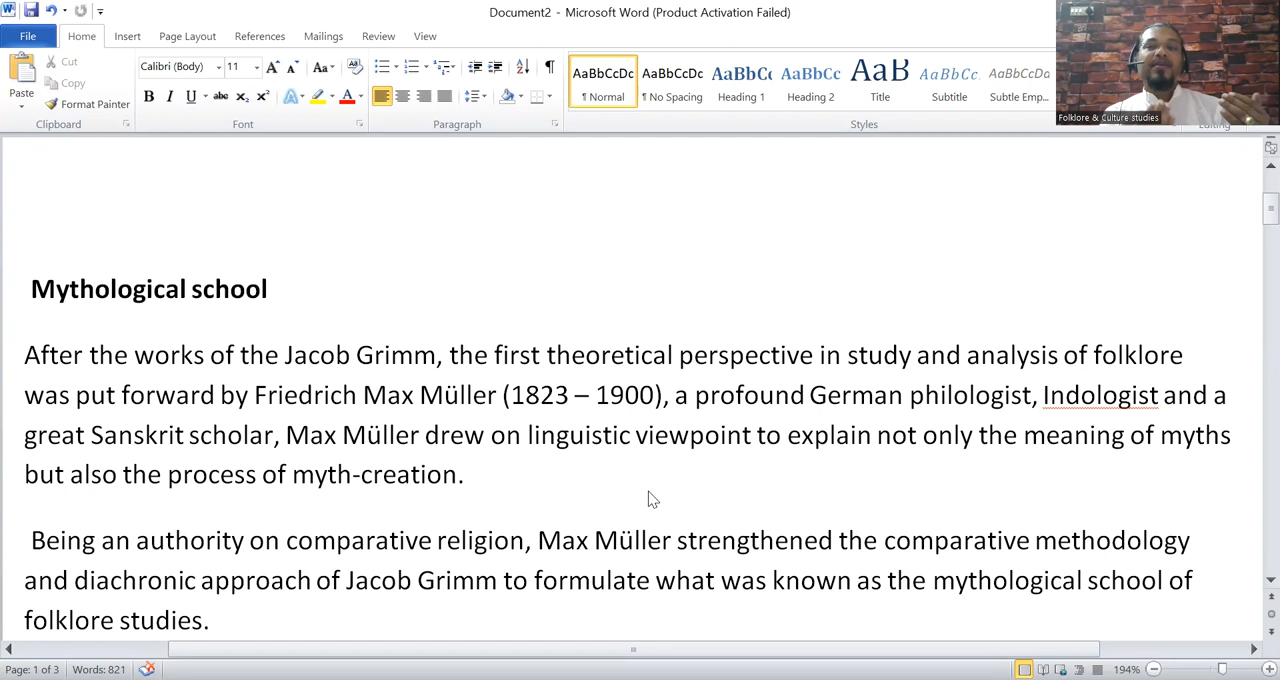 Document2 - Microsoft Word (Product Activation Failed)
File Home Insert Page Layout References Mailings Review View
Paste
Cut
Copy
Format Painter
Clipboard
Calibri (Body) 11
Font
Paragraph
AaBbCcDc AaBbCcDc AaBbCc AaBbCc AaB AaBbCc. AaBbCcDc
¶ Normal ¶ No Spacing Heading 1 Heading 2 Title Subtitle Subtle Emp...
Styles
Editing
Folklore & Culture studies
Mythological school
After the works of the Jacob Grimm, the first theoretical perspective in study and analysis of folklore
was put forward by Friedrich Max Müller (1823 – 1900), a profound German philologist, Indologist and a
great Sanskrit scholar, Max Müller drew on linguistic viewpoint to explain not only the meaning of myths
but also the process of myth-creation.
Being an authority on comparative religion, Max Müller strengthened the comparative methodology
and diachronic approach of Jacob Grimm to formulate what was known as the mythological school of
folklore studies.
Page: 1 of 3 Words: 821 194%